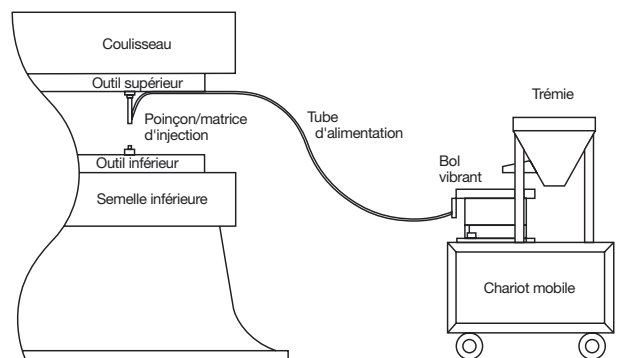 Coulisseau
Outil supérieur
Poinçon/matrice
d'injection
Outil inférieur
Semelle inférieure
Tube
d'alimentation
Trémie
Bol
vibrant
Chariot mobile